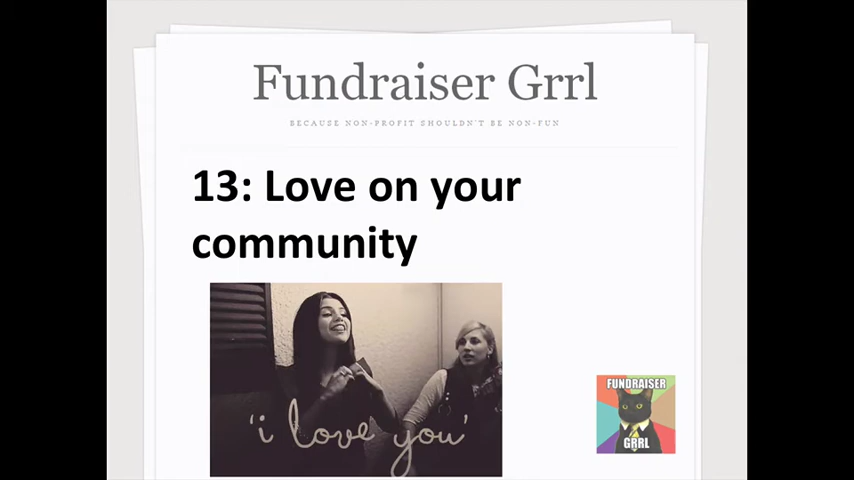 Fundraiser Grrl
BECAUSE NON-PROFIT SHOULDN'T BE NON-FUN
13: Love on your
community
'i love you'
FUNDRAISER
GRRL